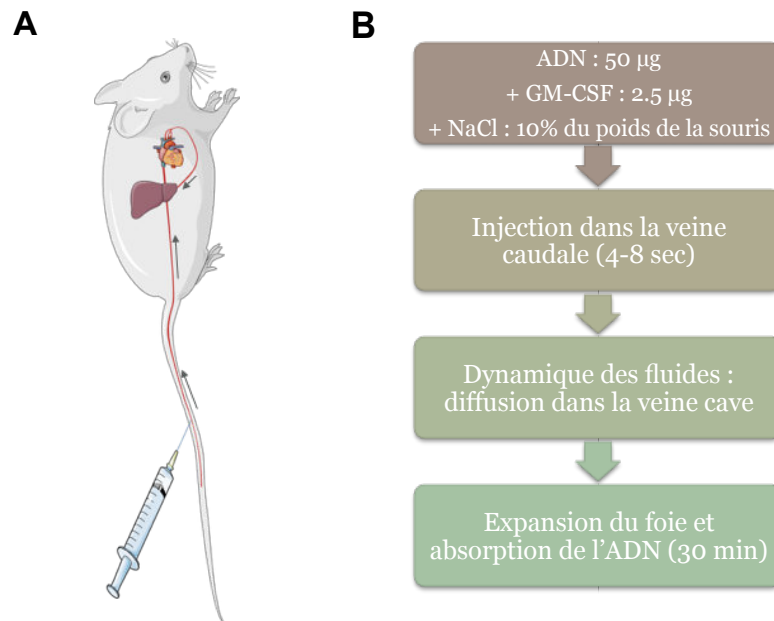 A
B
ADN : 50 µg
+ GM-CSF : 2.5 µg
+ NaCl : 10% du poids de la souris
Injection dans la veine
caudale (4-8 sec)
Dynamique des fluides :
diffusion dans la veine cave
Expansion du foie et
absorption de l’ADN (30 min)